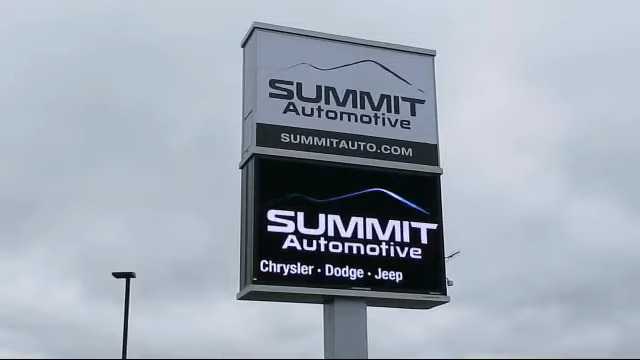 SUMMIT
Automotive
SUMMITAUTO.COM
SUMMIT
Automotive
Chrysler · Dodge · Jeep